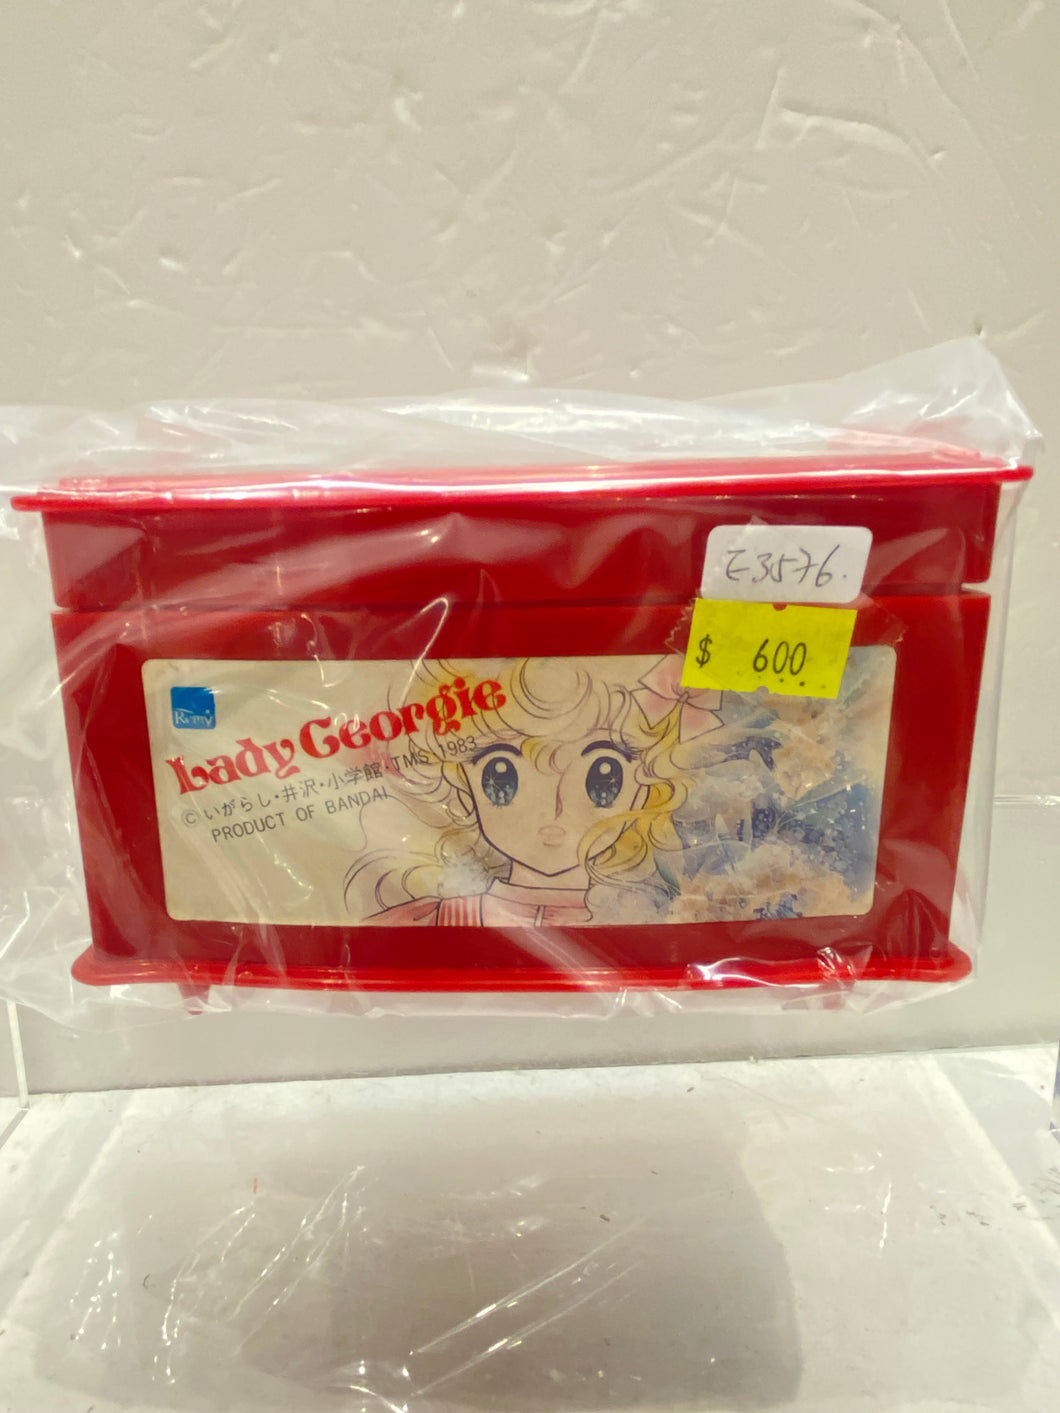 E3576.
$ 600
Remy
Lady Georgie
© いがらし・井沢・小学館・TMS 1983
PRODUCT OF BANDAI